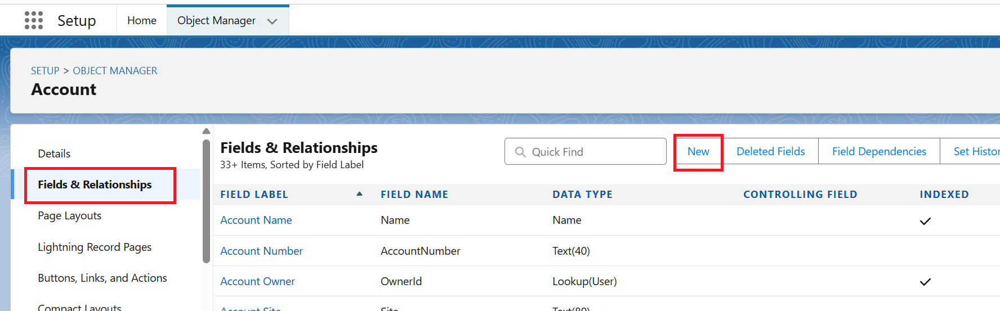 Setup Home Object Manager
SETUP > OBJECT MANAGER
Account
Details
Fields & Relationships
Page Layouts
Lightning Record Pages
Buttons, Links, and Actions
Compact Layouts
Fields & Relationships
33+ Items, Sorted by Field Label
Quick Find New Deleted Fields Field Dependencies Set Histor
FIELD LABEL FIELD NAME DATA TYPE CONTROLLING FIELD INDEXED
Account Name Name Name
Account Number AccountNumber Text(40)
Account Owner OwnerId Lookup(User)
Account Site Site Text(80)